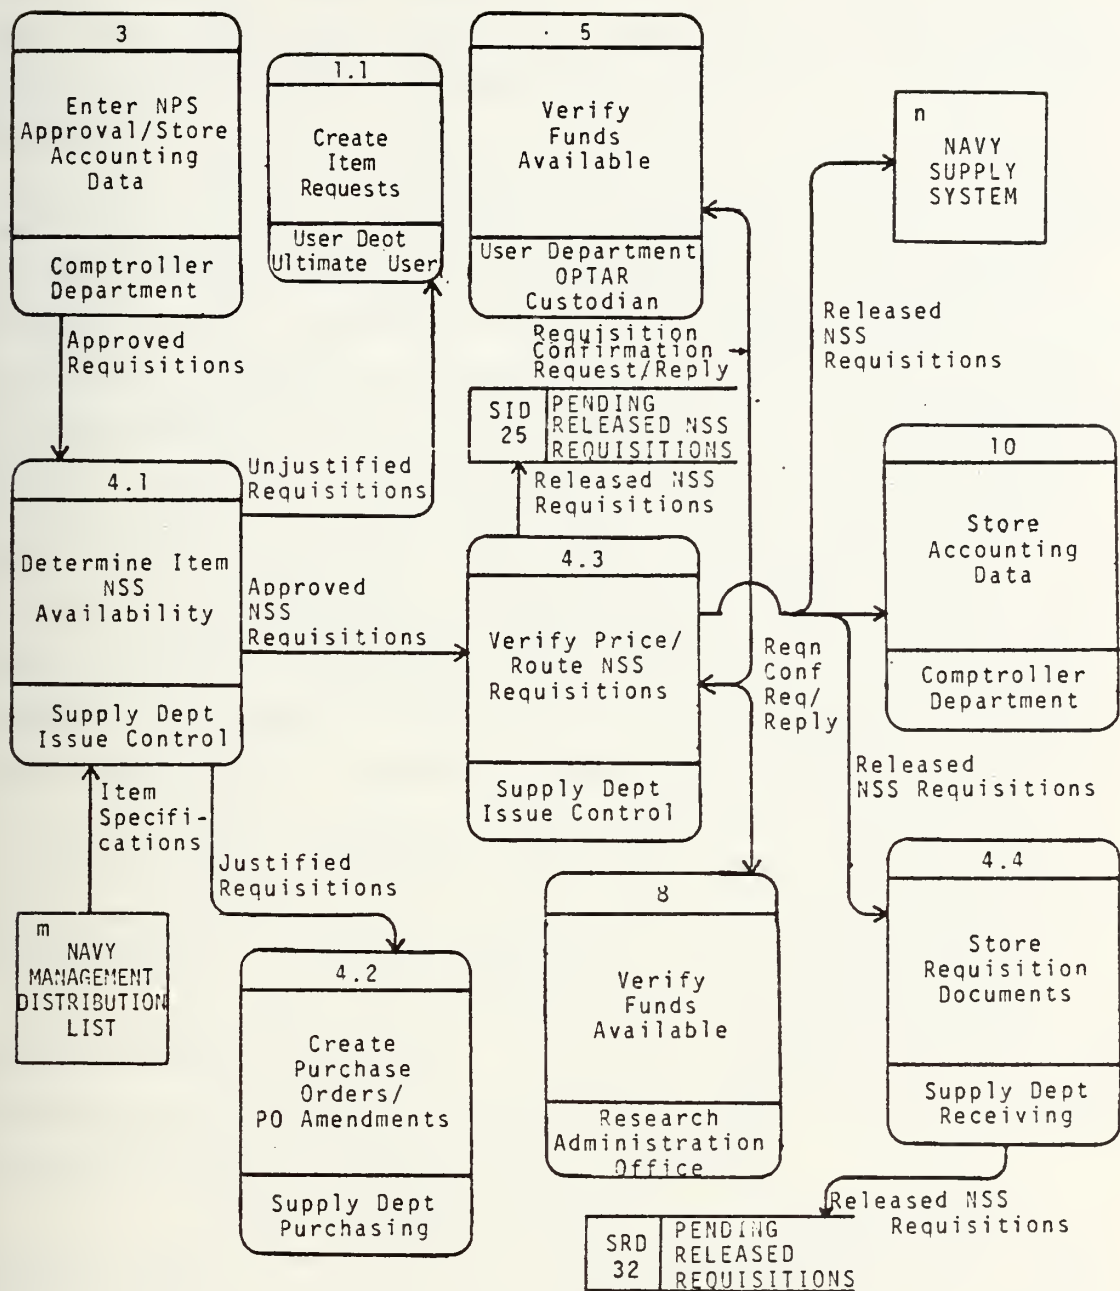 3
Enter NPS
Approval/Store
Accounting
Data
Comptroller
Department
1.1
Create
Item
Requests
User Deot
Ultimate User
5
Verify
Funds
Available
User Department
OPTAR
Custodian
n
NAVY
SUPPLY
SYSTEM
Approved
Requisitions
Requisition
Confirmation
Request/Reply
Released
NSS
Requisitions
SID
25
PENDING
RELEASED NSS
REQUISITIONS
Unjustified
Requisitions
Released NSS
Requisitions
4.1
Determine Item
NSS
Availability
Supply Dept
Issue Control
Approved
NSS
Requisitions
4.3
Verify Price/
Route NSS
Requisitions
Supply Dept
Issue Control
Reqn
Conf
Req/
Reply
10
Store
Accounting
Data
Comptroller
Department
Released
NSS Requisitions
Item
Specifi-
cations
Justified
Requisitions
m
NAVY
MANAGEMENT
DISTRIBUTION
LIST
4.2
Create
Purchase
Orders/
PO Amendments
Supply Dept
Purchasing
8
Verify
Funds
Available
Research
Administration
Office
4.4
Store
Requisition
Documents
Supply Dept
Receiving
Released NSS
Requisitions
SRD
32
PENDING
RELEASED
REQUISITIONS